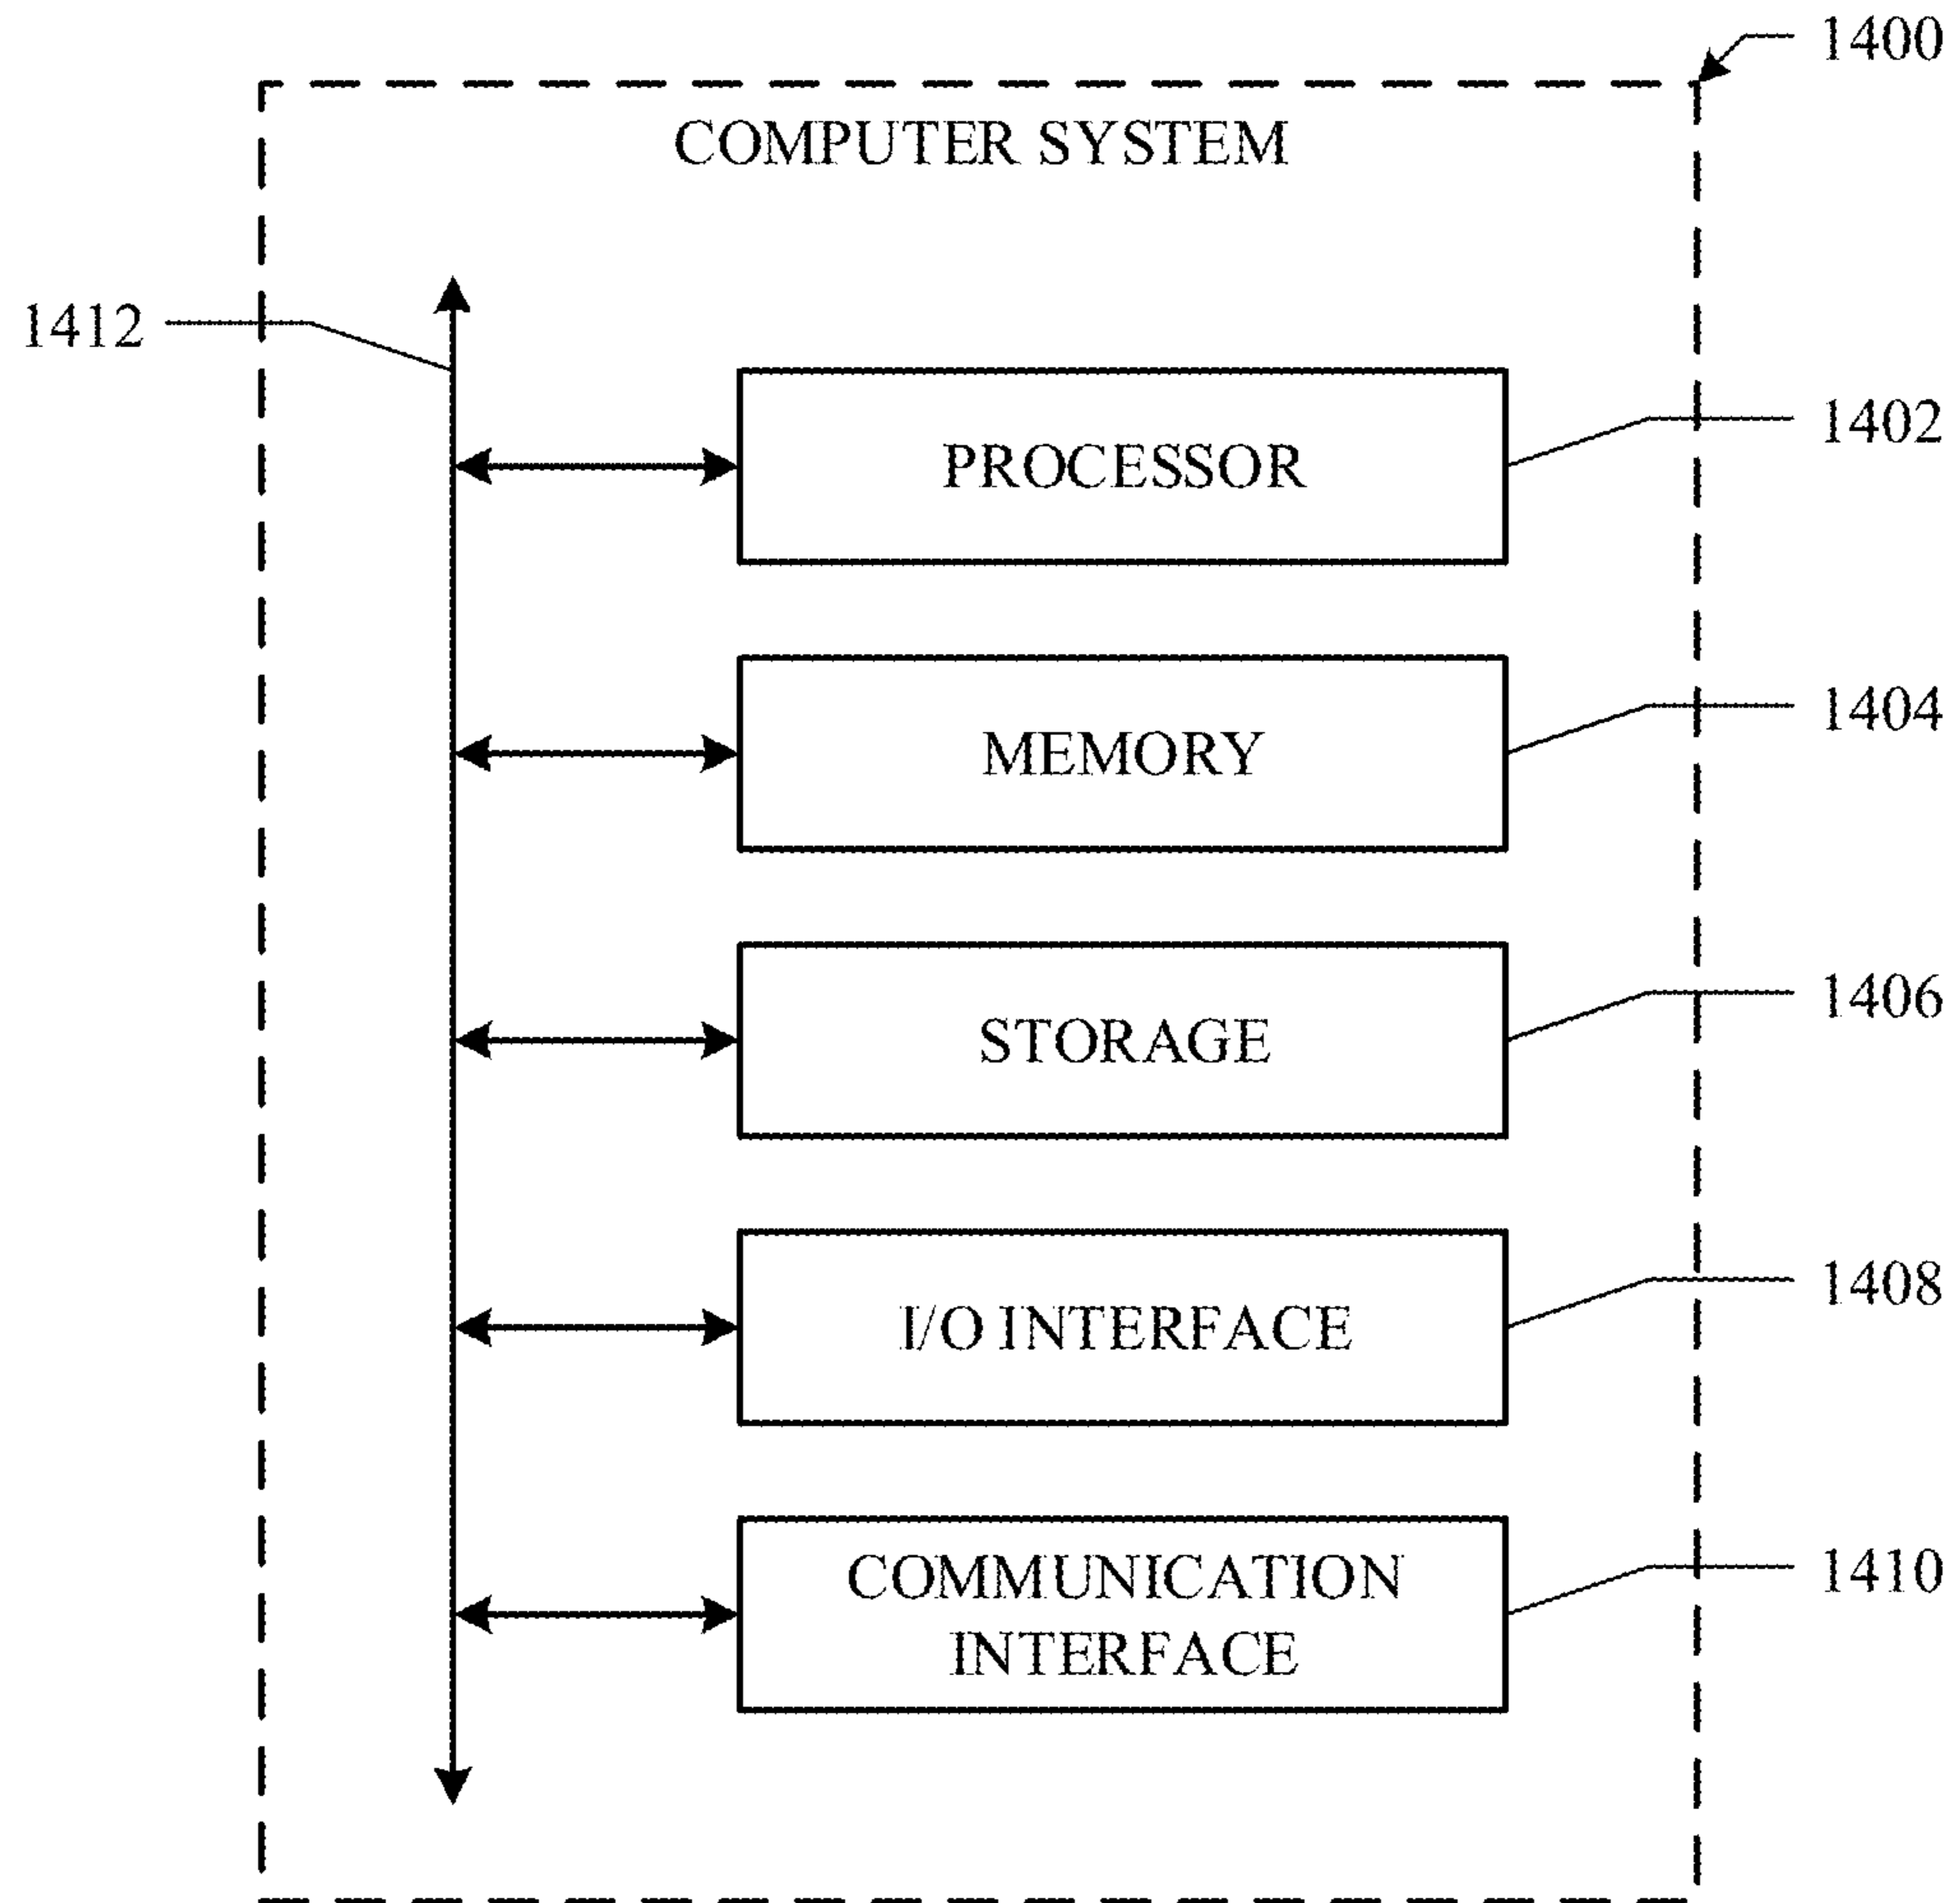 1400
COMPUTER SYSTEM
1412
PROCESSOR
1402
MEMORY
1404
STORAGE
1406
I/O INTERFACE
1408
COMMUNICATION
INTERFACE
1410